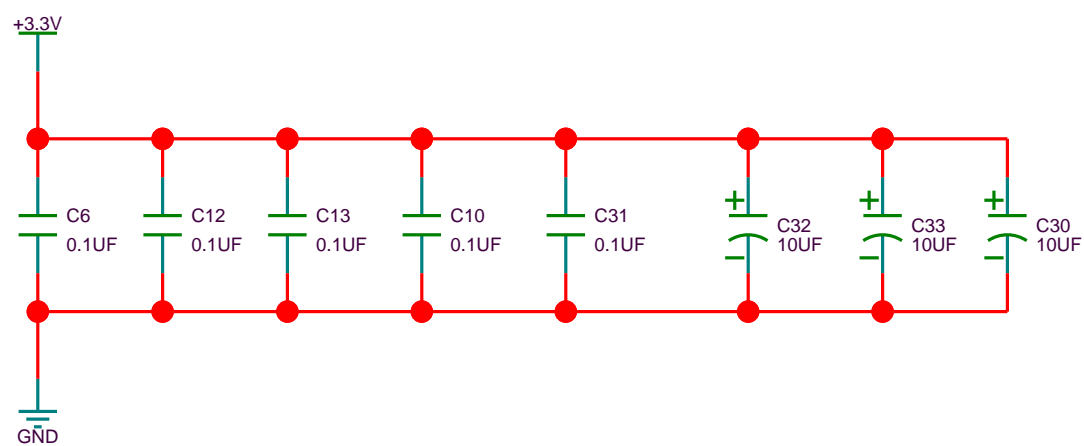 +3.3V
C6
0.1UF
C12
0.1UF
C13
0.1UF
C10
0.1UF
C31
0.1UF
+
C32
10UF
−
+
C33
10UF
−
+
C30
10UF
−
GND